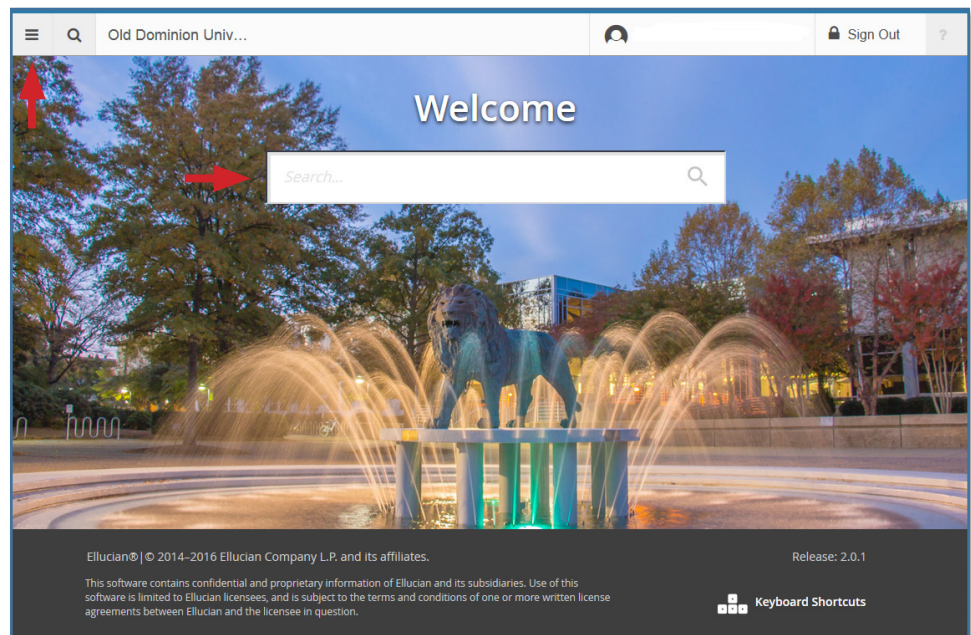 Old Dominion Univ…
Sign Out
?
Welcome
Search...
Ellucian®|© 2014–2016 Ellucian Company L.P. and its affiliates.
Release: 2.0.1
This software contains confidential and proprietary information of Ellucian and its subsidiaries. Use of this
software is limited to Ellucian licensees, and is subject to the terms and conditions of one or more written license
agreements between Ellucian and the licensee in question.
Keyboard Shortcuts